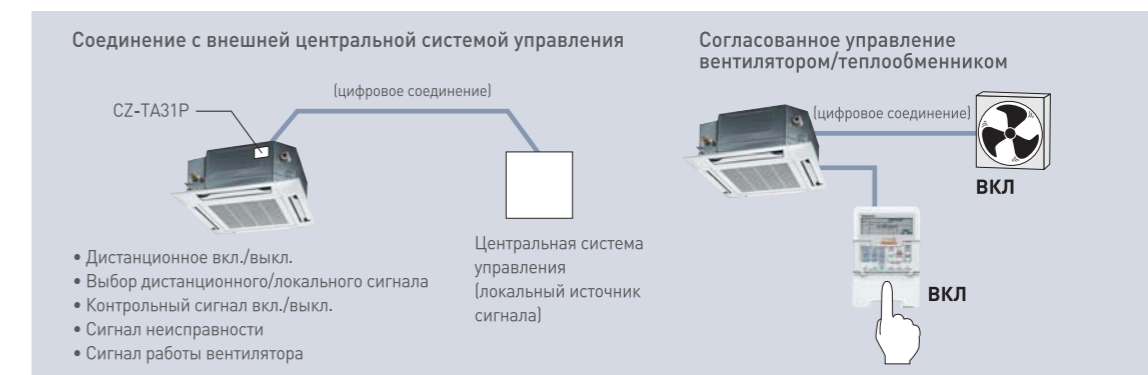 Соединение с внешней центральной системой управления
(цифровое соединение)
CZ-TA31P
• Дистанционное вкл./выкл.
• Выбор дистанционного/локального сигнала
• Контрольный сигнал вкл./выкл.
• Сигнал неисправности
• Сигнал работы вентилятора
Центральная система
управления
(локальный источник
сигнала)
Согласованное управление
вентилятором/теплообменником
(цифровое соединение)
ВКЛ
ВКЛ